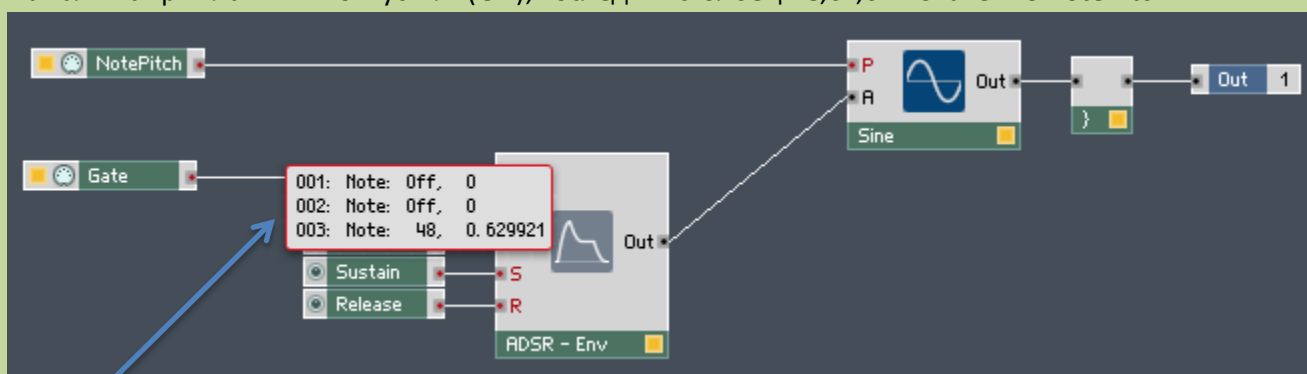 NotePitch
P
A
Out
Sine
}
Out 1
Gate
001: Note: Off, 0
002: Note: Off, 0
003: Note: 48, 0.629921
Out
Sustain
S
Release
R
ADSR - Env